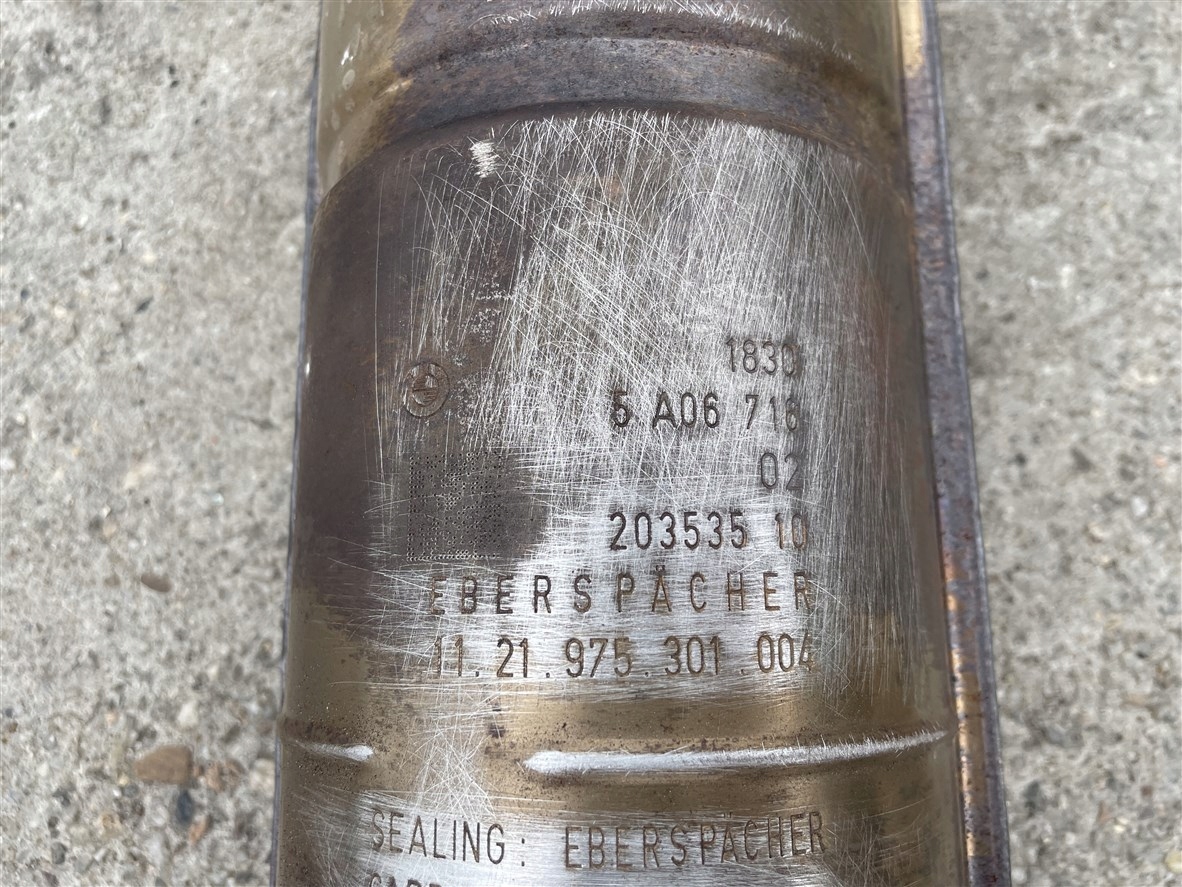 1830
5 A06 716
02
203535 10
EBERSPÄCHER
11.21.975.301.004
SEALING: EBERSPÄCHER